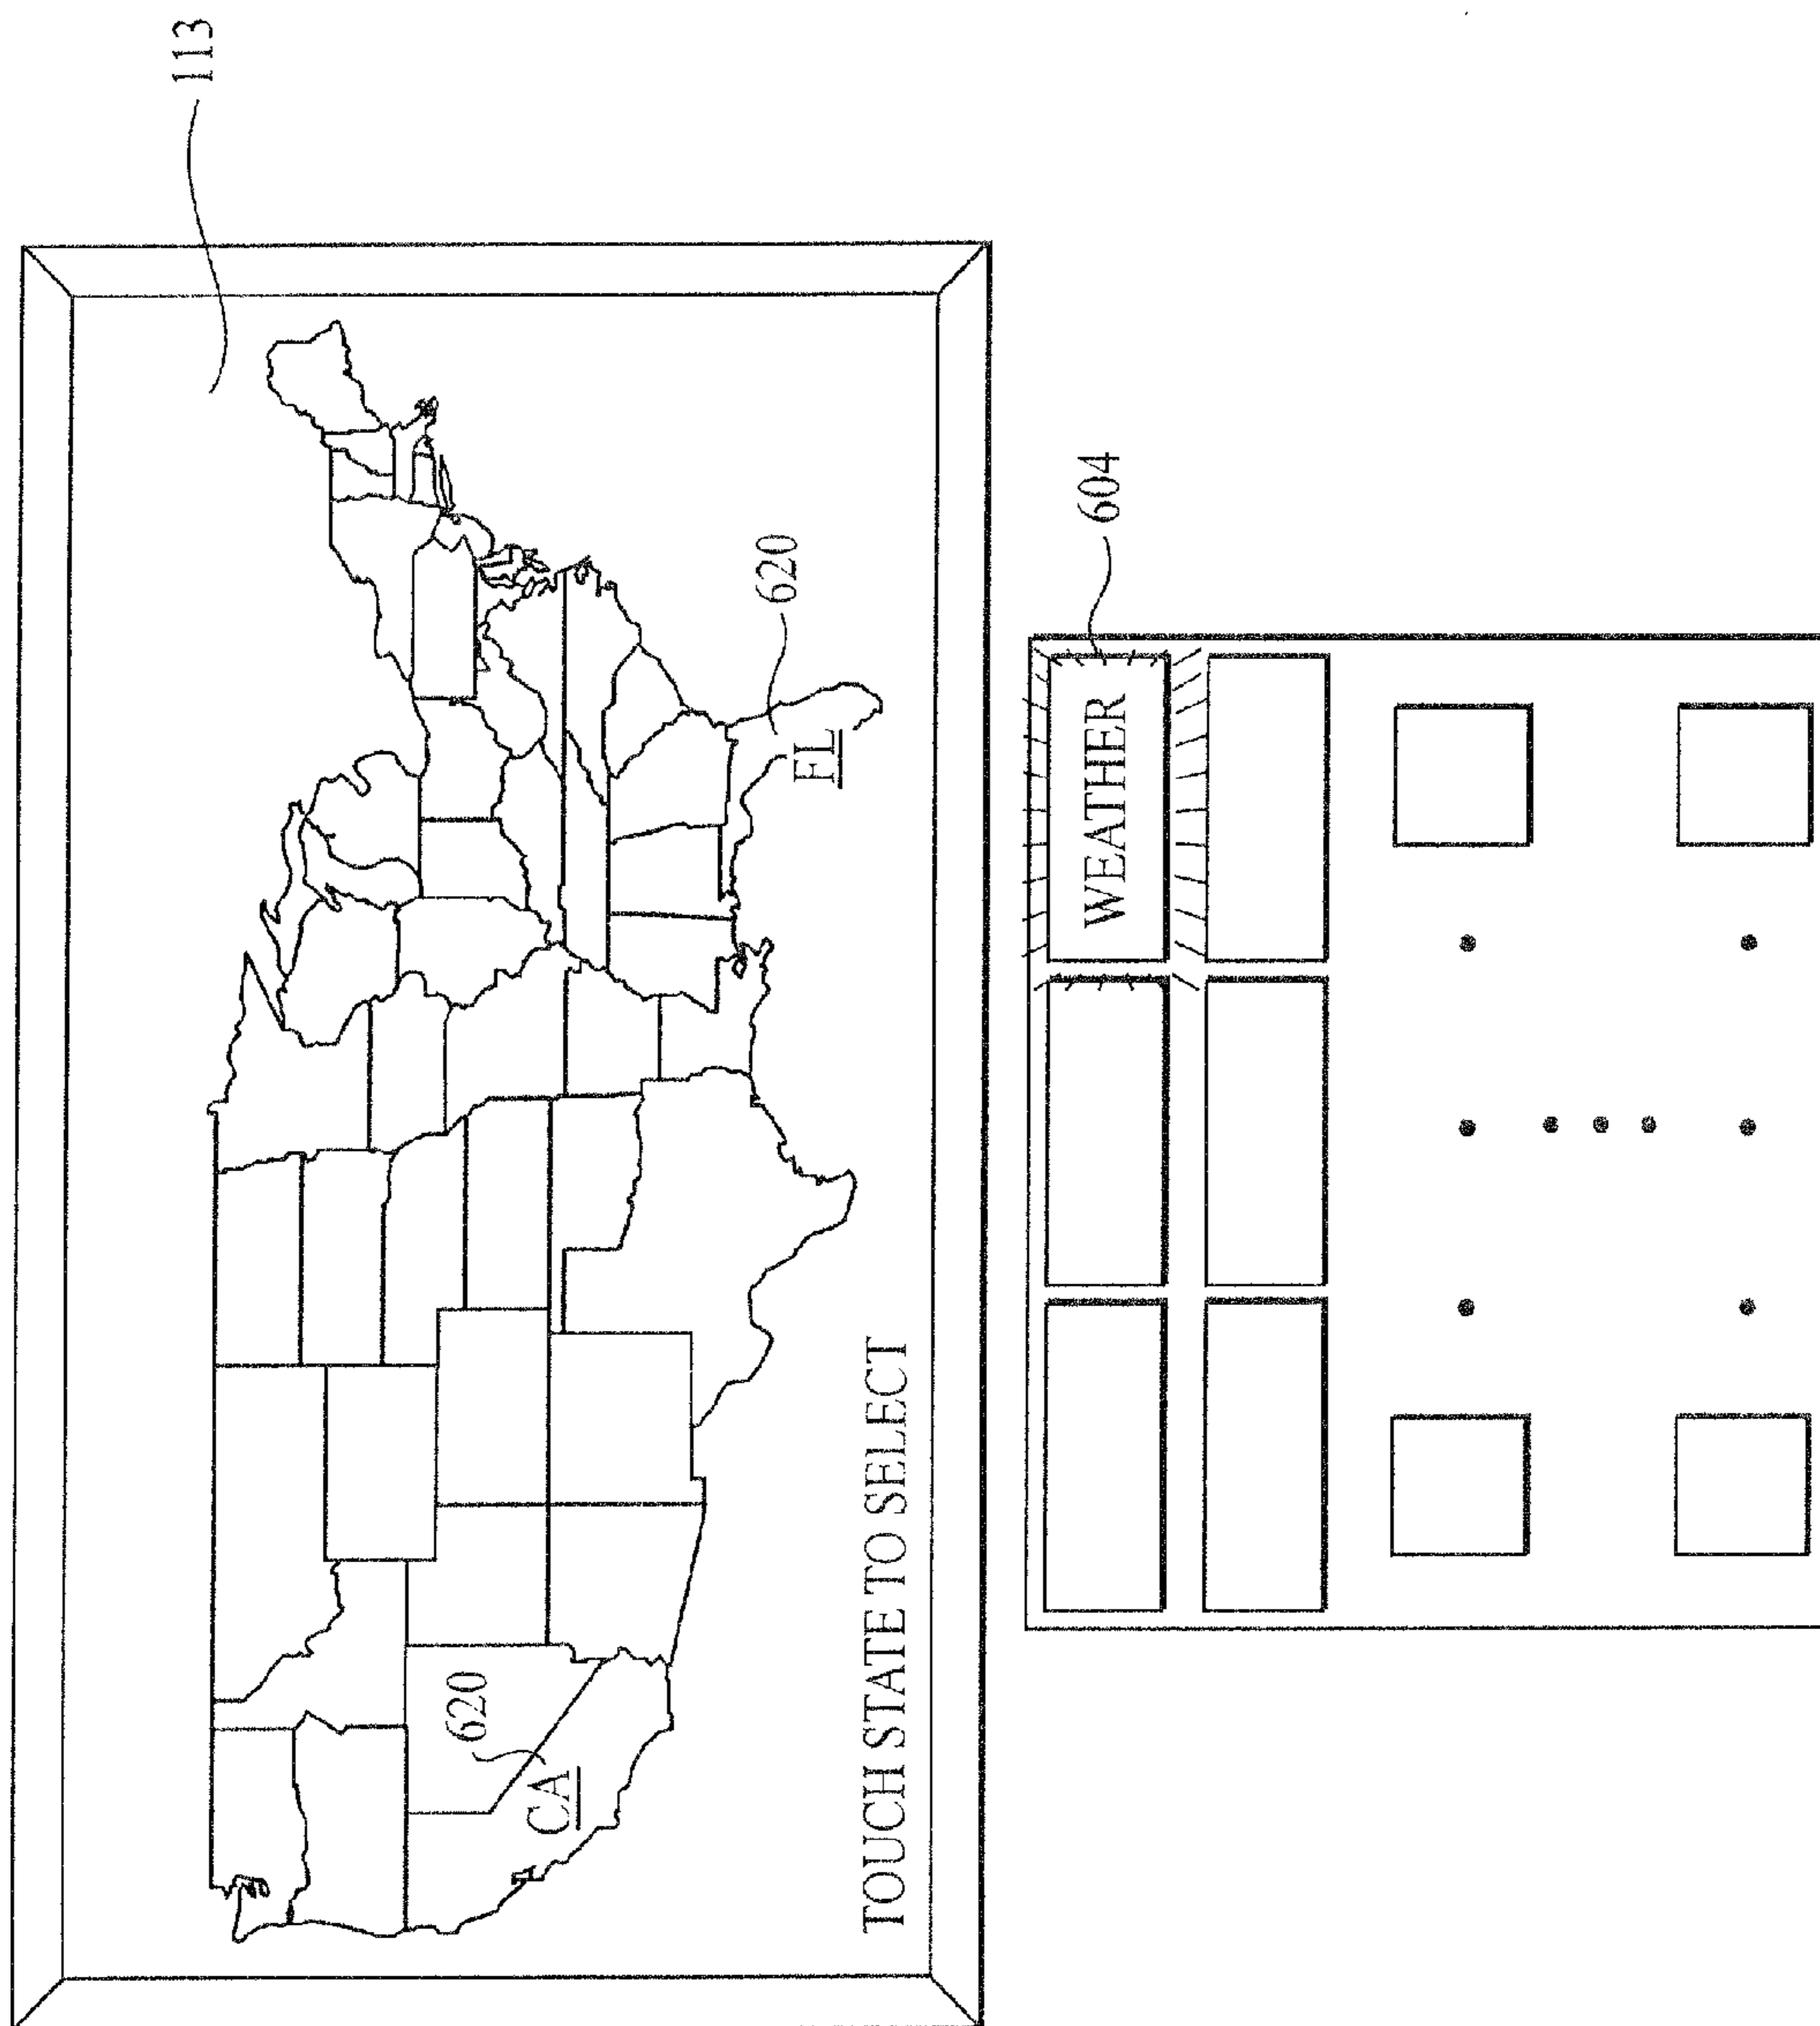 113
620
CA
620
FL
TOUCH STATE TO SELECT
WEATHER
604